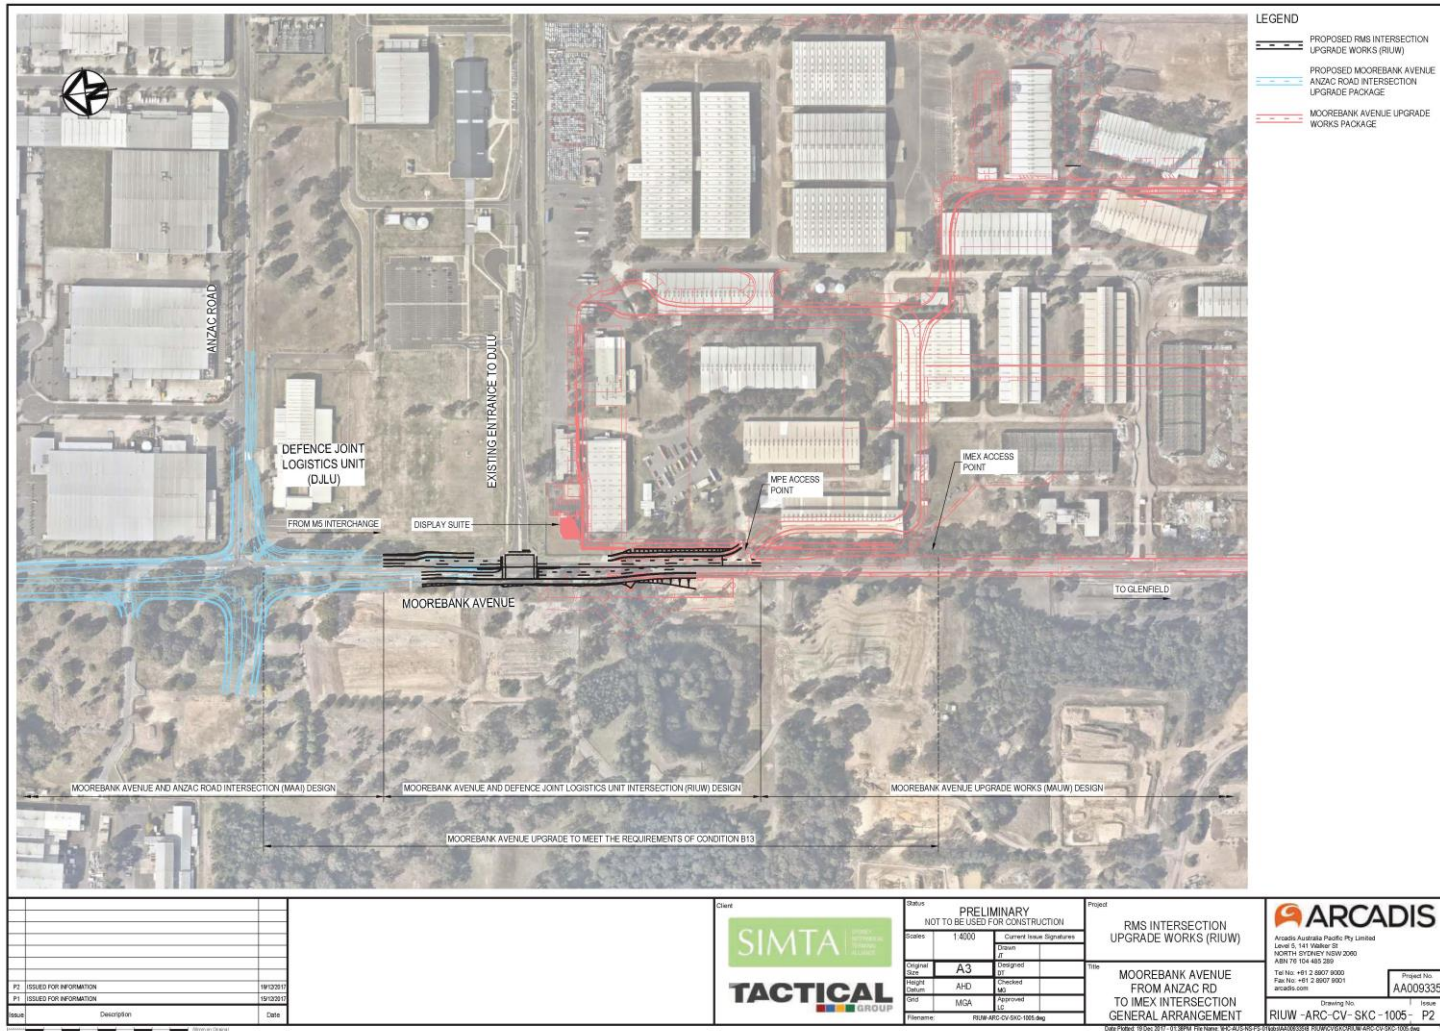 LEGEND
PROPOSED RMS INTERSECTION
UPGRADE WORKS (RIUW)
PROPOSED MOOREBANK AVENUE
ANZAC ROAD INTERSECTION
UPGRADE PACKAGE
MOOREBANK AVENUE UPGRADE
WORKS PACKAGE
ANZAC ROAD
EXISTING ENTRANCE TO DJLU
DEFENCE JOINT
LOGISTICS UNIT
(DJLU)
FROM M5 INTERCHANGE
DISPLAY SUITE
MPE ACCESS
POINT
IMEX ACCESS
POINT
MOOREBANK AVENUE
TO GLENFIELD
MOOREBANK AVENUE AND ANZAC ROAD INTERSECTION (MAAI) DESIGN
MOOREBANK AVENUE AND DEFENCE JOINT LOGISTICS UNIT INTERSECTION (RIUW) DESIGN
MOOREBANK AVENUE UPGRADE WORKS (MAUW) DESIGN
MOOREBANK AVENUE UPGRADE TO MEET THE REQUIREMENTS OF CONDITION B13
P2 ISSUED FOR INFORMATION 19/12/2017
P1 ISSUED FOR INFORMATION 15/12/2017
Issue Description Date
Client
SIMTA
TACTICAL
GROUP
Status
PRELIMINARY
NOT TO BE USED FOR CONSTRUCTION
Scales 1:4000 Current Issue Signatures
Drawn
JT
Original
Size A3 Designed
DT
Height
Datum AHD Checked
MG
Grid MGA Approved
LC
Filename: RIUW-ARC-CV-SKC-1005.dwg
Project
RMS INTERSECTION
UPGRADE WORKS (RIUW)
Title
MOOREBANK AVENUE
FROM ANZAC RD
TO IMEX INTERSECTION
GENERAL ARRANGEMENT
ARCADIS
Arcadis Australia Pacific Pty Limited
Level 5, 141 Walker St
NORTH SYDNEY NSW 2060
ABN 76 104 485 289
Tel No: +61 2 8907 9000
Fax No: +61 2 8907 9001
arcadis.com
Project No.
AA009335
Drawing No. Issue
RIUW -ARC-CV-SKC-1005- P2